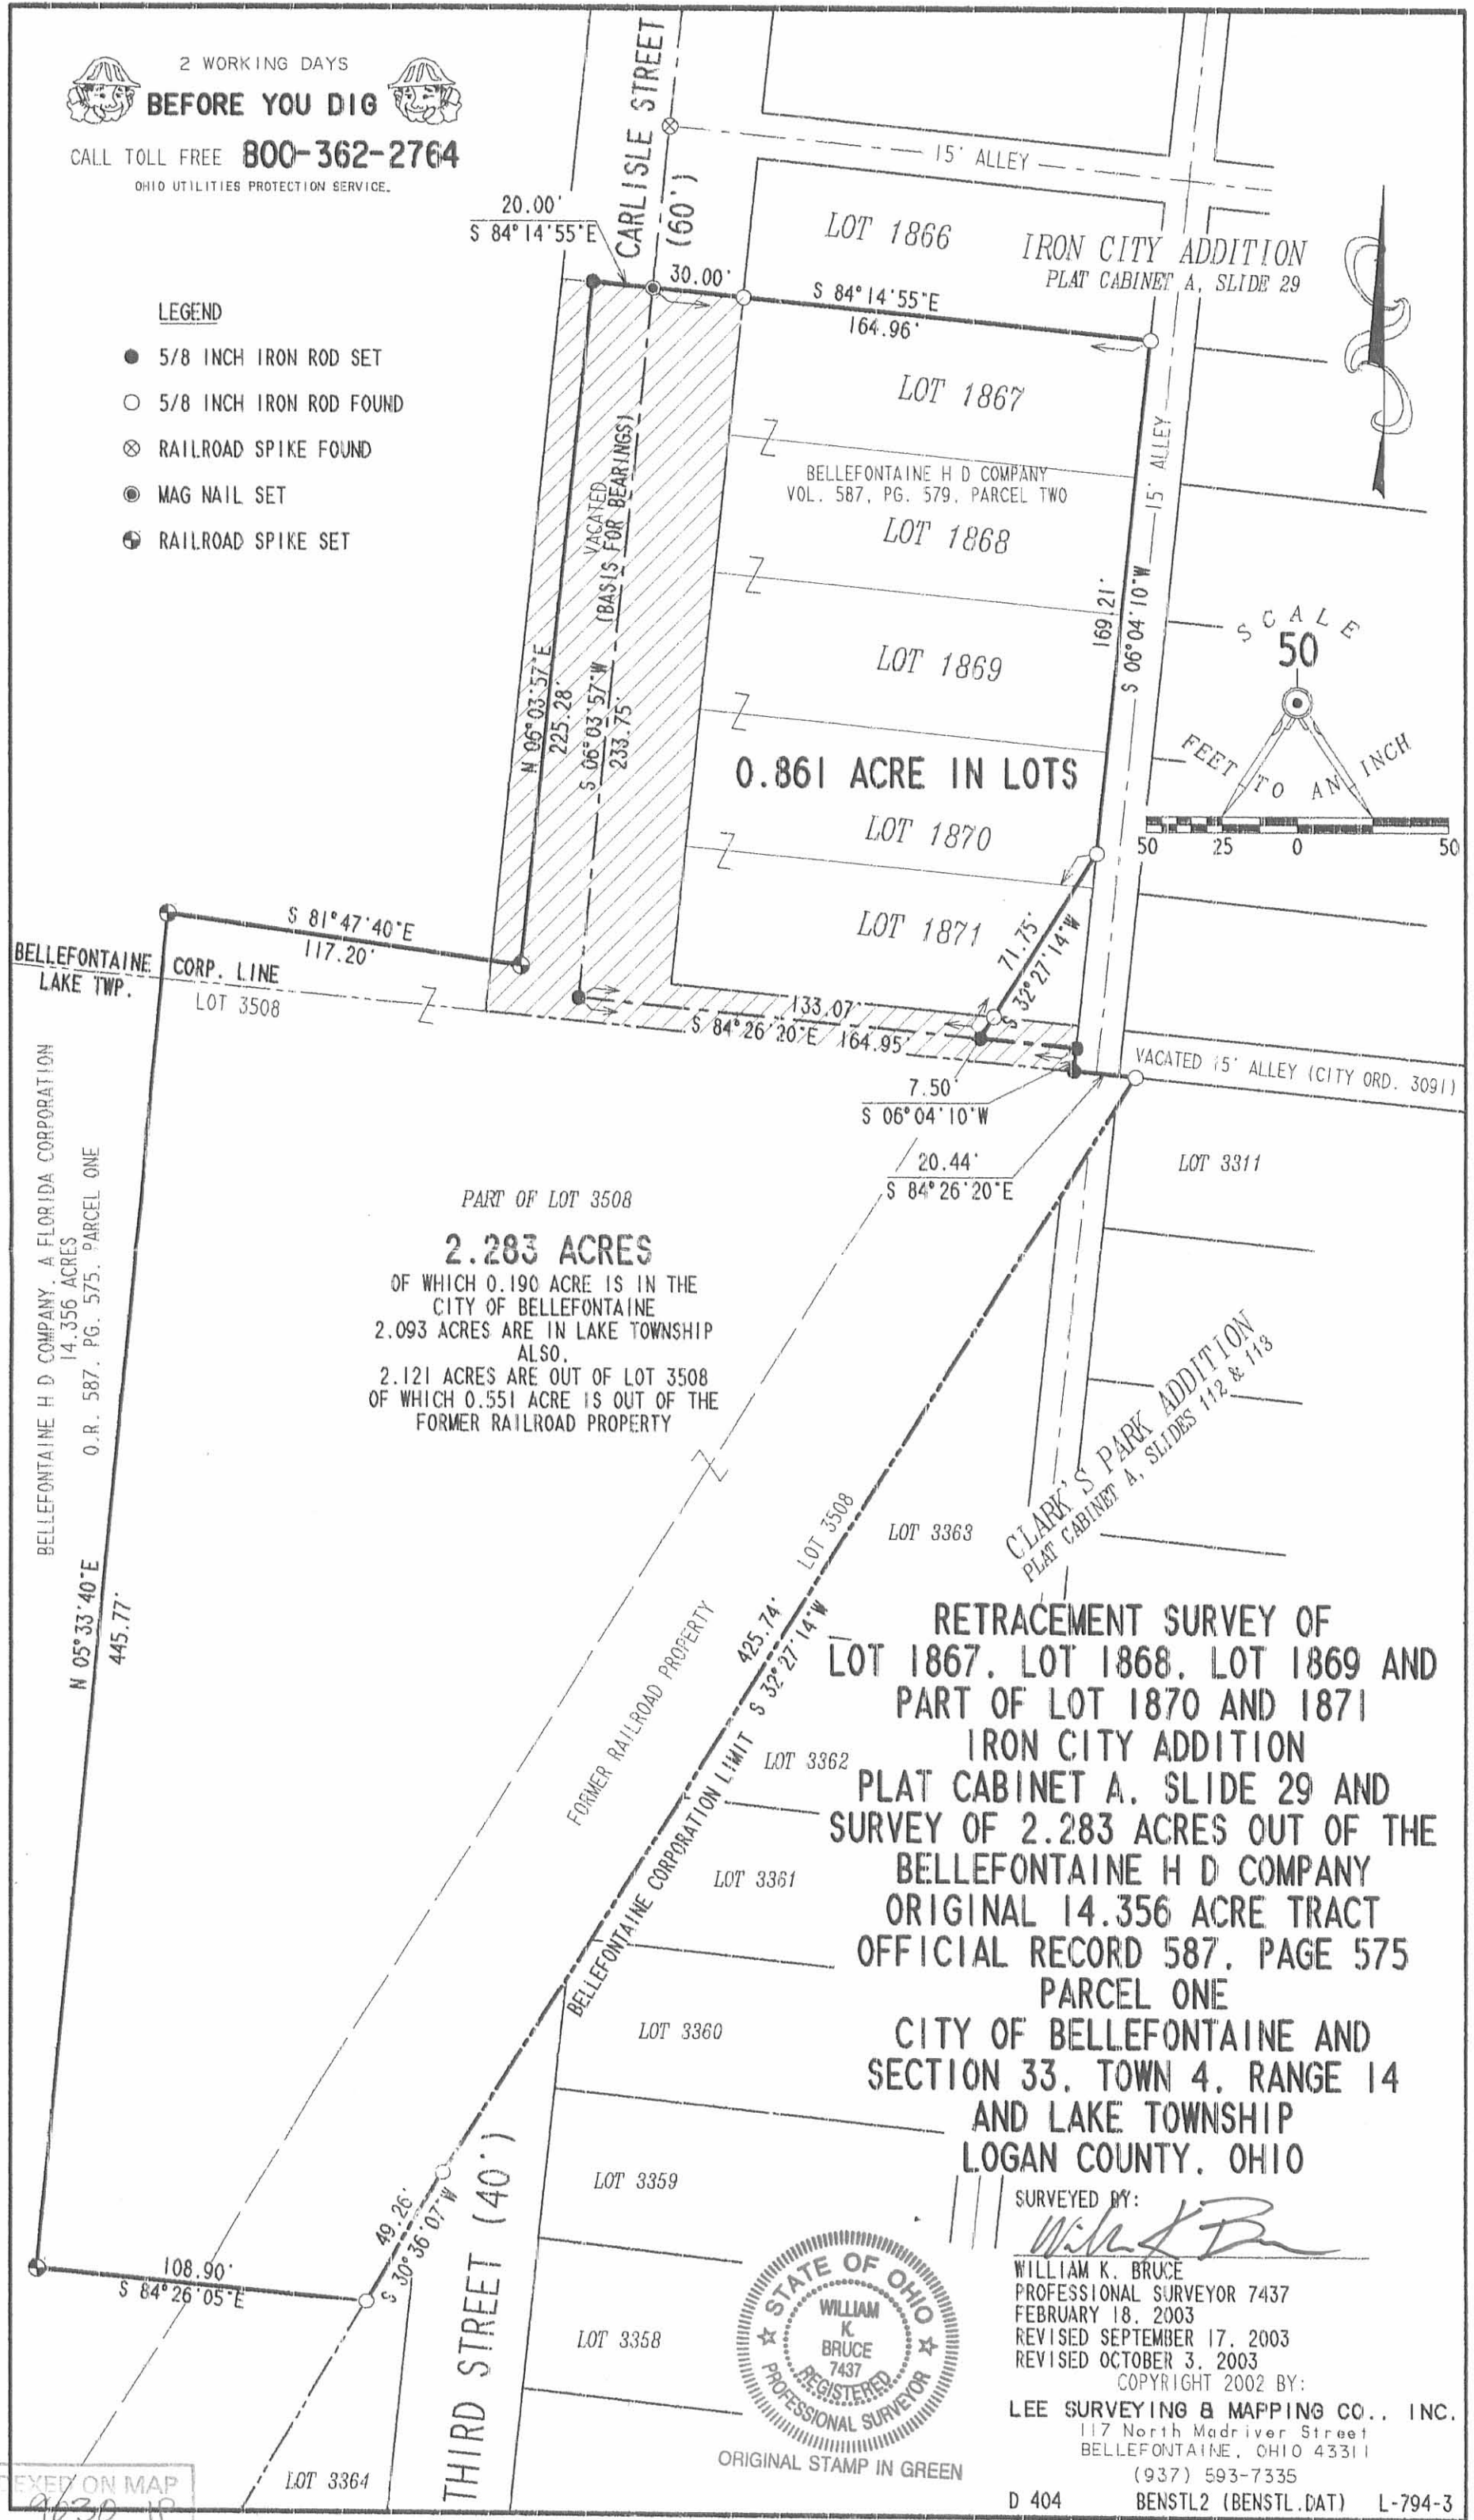 2 WORKING DAYS
BEFORE YOU DIG
CALL TOLL FREE 800-362-2764
OHIO UTILITIES PROTECTION SERVICE.
LEGEND
5/8 INCH IRON ROD SET
5/8 INCH IRON ROD FOUND
RAILROAD SPIKE FOUND
MAG NAIL SET
RAILROAD SPIKE SET
CARLISLE STREET
(60')
15' ALLEY
20.00'
S 84°14'55"E
30.00'
LOT 1866
IRON CITY ADDITION
PLAT CABINET A, SLIDE 29
S 84°14'55"E
164.96'
LOT 1867
BELLEFONTAINE H D COMPANY
VOL. 587, PG. 579, PARCEL TWO
LOT 1868
15' ALLEY
169.21'
S 06°04'10"W
VACATED
(BASIS FOR BEARINGS)
N 06°03'57"E
225.28'
S 06°03'57"W
233.75'
LOT 1869
0.861 ACRE IN LOTS
LOT 1870
LOT 1871
71.75'
S 32°27'14"W
SCALE
50
FEET TO AN INCH
50 25 0 50
S 81°47'40"E
117.20'
BELLEFONTAINE CORP. LINE
LAKE TWP.
LOT 3508
133.07'
S 84°26'20"E 164.95'
VACATED 15' ALLEY (CITY ORD. 3091)
7.50'
S 06°04'10"W
20.44'
S 84°26'20"E
LOT 3311
BELLEFONTAINE H D COMPANY, A FLORIDA CORPORATION
14.356 ACRES
O.R. 587, PG. 575, PARCEL ONE
N 05°33'40"E
445.77'
PART OF LOT 3508
2.283 ACRES
OF WHICH 0.190 ACRE IS IN THE
CITY OF BELLEFONTAINE
2.093 ACRES ARE IN LAKE TOWNSHIP
ALSO,
2.121 ACRES ARE OUT OF LOT 3508
OF WHICH 0.551 ACRE IS OUT OF THE
FORMER RAILROAD PROPERTY
CLARK'S PARK ADDITION
PLAT CABINET A, SLIDES 112 & 113
LOT 3508
LOT 3363
FORMER RAILROAD PROPERTY
425.74'
BELLEFONTAINE CORPORATION LIMIT S 32°27'14"W
LOT 3362
LOT 3361
LOT 3360
LOT 3359
LOT 3358
THIRD STREET (40')
49.26'
S 30°36'07"W
108.90'
S 84°26'05"E
LOT 3364
RETRACEMENT SURVEY OF
LOT 1867, LOT 1868, LOT 1869 AND
PART OF LOT 1870 AND 1871
IRON CITY ADDITION
PLAT CABINET A, SLIDE 29 AND
SURVEY OF 2.283 ACRES OUT OF THE
BELLEFONTAINE H D COMPANY
ORIGINAL 14.356 ACRE TRACT
OFFICIAL RECORD 587, PAGE 575
PARCEL ONE
CITY OF BELLEFONTAINE AND
SECTION 33, TOWN 4, RANGE 14
AND LAKE TOWNSHIP
LOGAN COUNTY, OHIO
SURVEYED BY:
WILLIAM K. BRUCE
PROFESSIONAL SURVEYOR 7437
FEBRUARY 18, 2003
REVISED SEPTEMBER 17, 2003
REVISED OCTOBER 3, 2003
COPYRIGHT 2002 BY:
LEE SURVEYING & MAPPING CO., INC.
117 North Madriver Street
BELLEFONTAINE, OHIO 43311
(937) 593-7335
D 404 BENSTL2 (BENSTL.DAT) L-794-3
STATE OF OHIO
WILLIAM
K.
BRUCE
7437
REGISTERED
PROFESSIONAL SURVEYOR
ORIGINAL STAMP IN GREEN
ON MAP